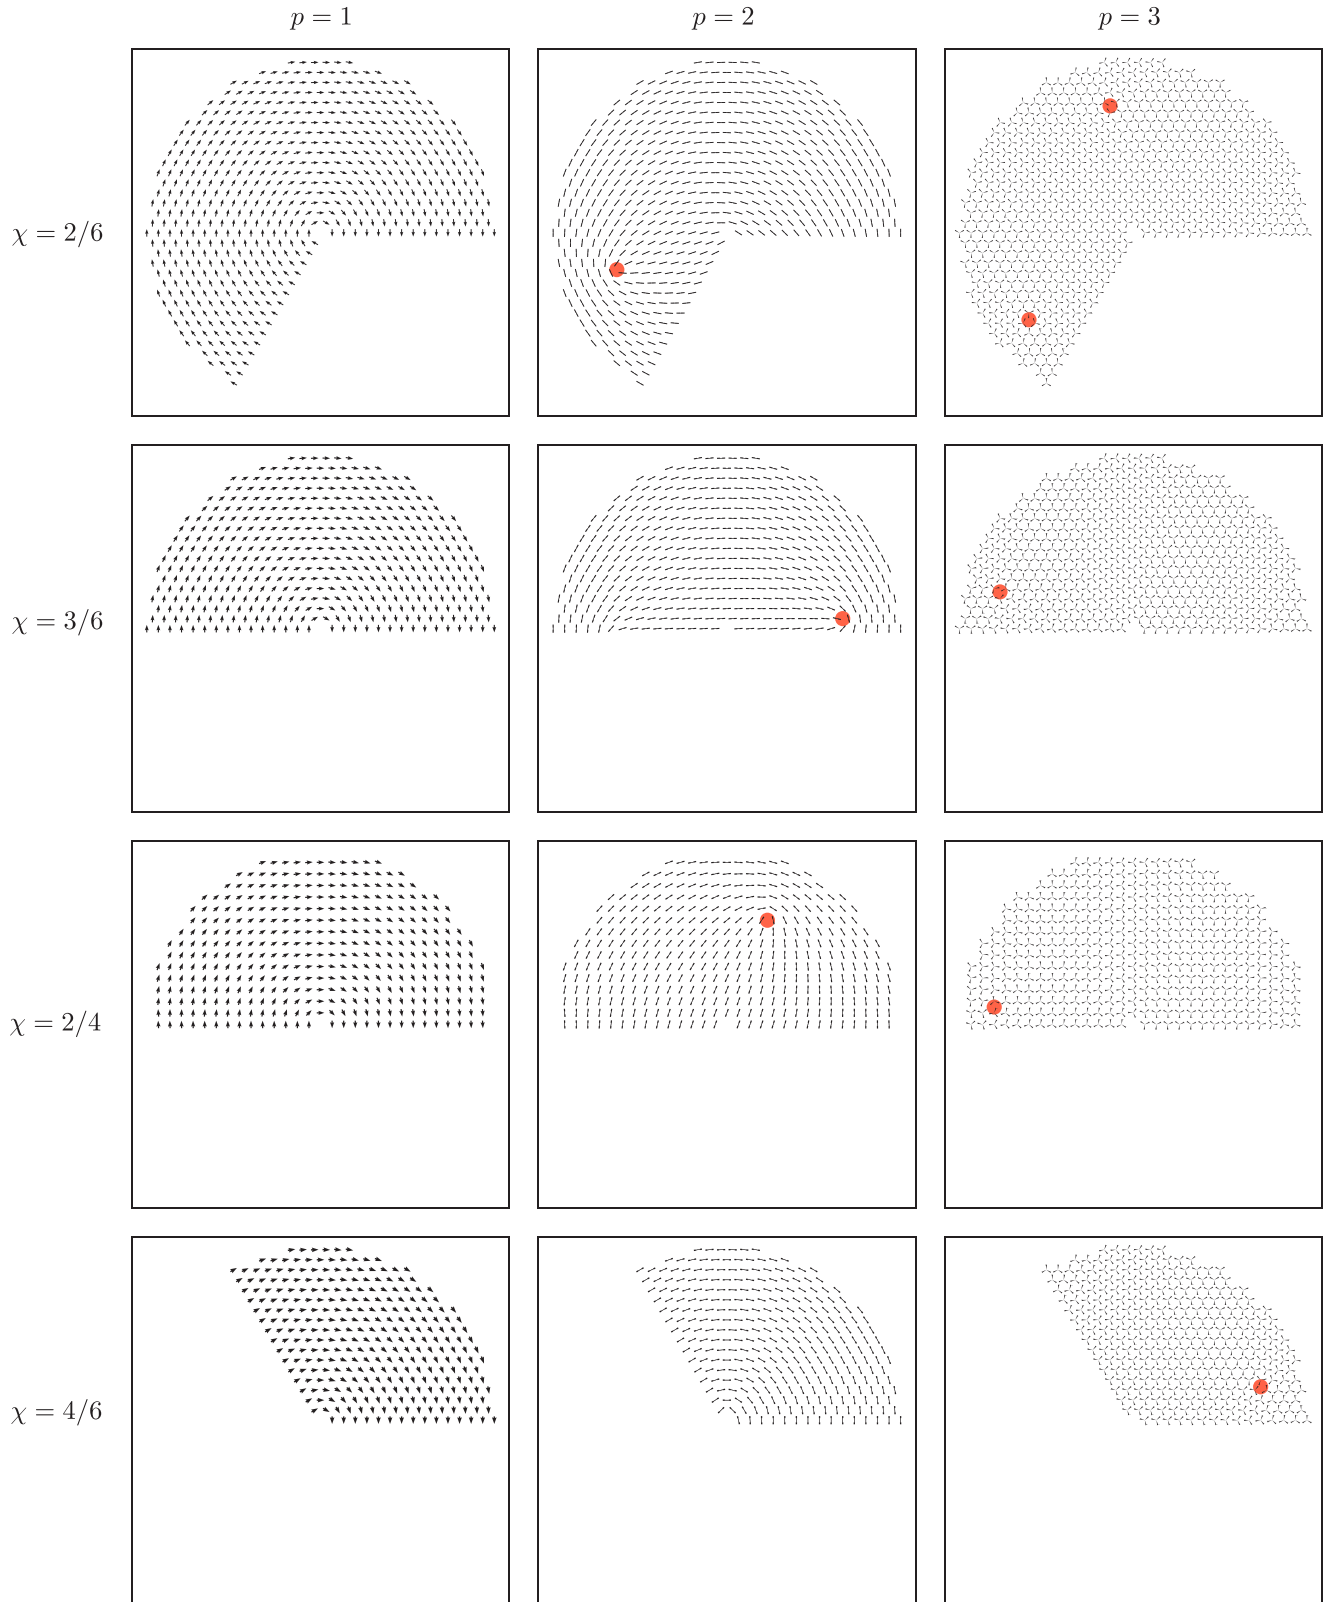 p = 1 p = 2 p = 3
χ = 2/6
χ = 3/6
χ = 2/4
χ = 4/6